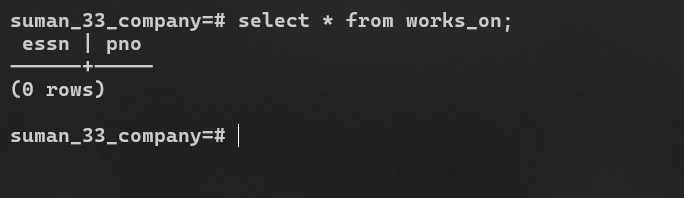 suman_33_company=# select * from works_on;
 essn | pno
------+-----
(0 rows)

suman_33_company=#